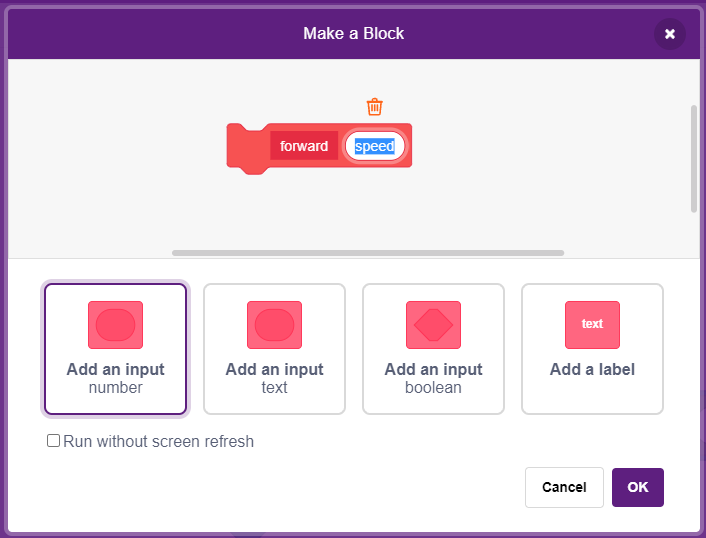 Make a Block
forward speed
Add an input
number
Add an input
text
Add an input
boolean
text
Add a label
Run without screen refresh
Cancel
OK